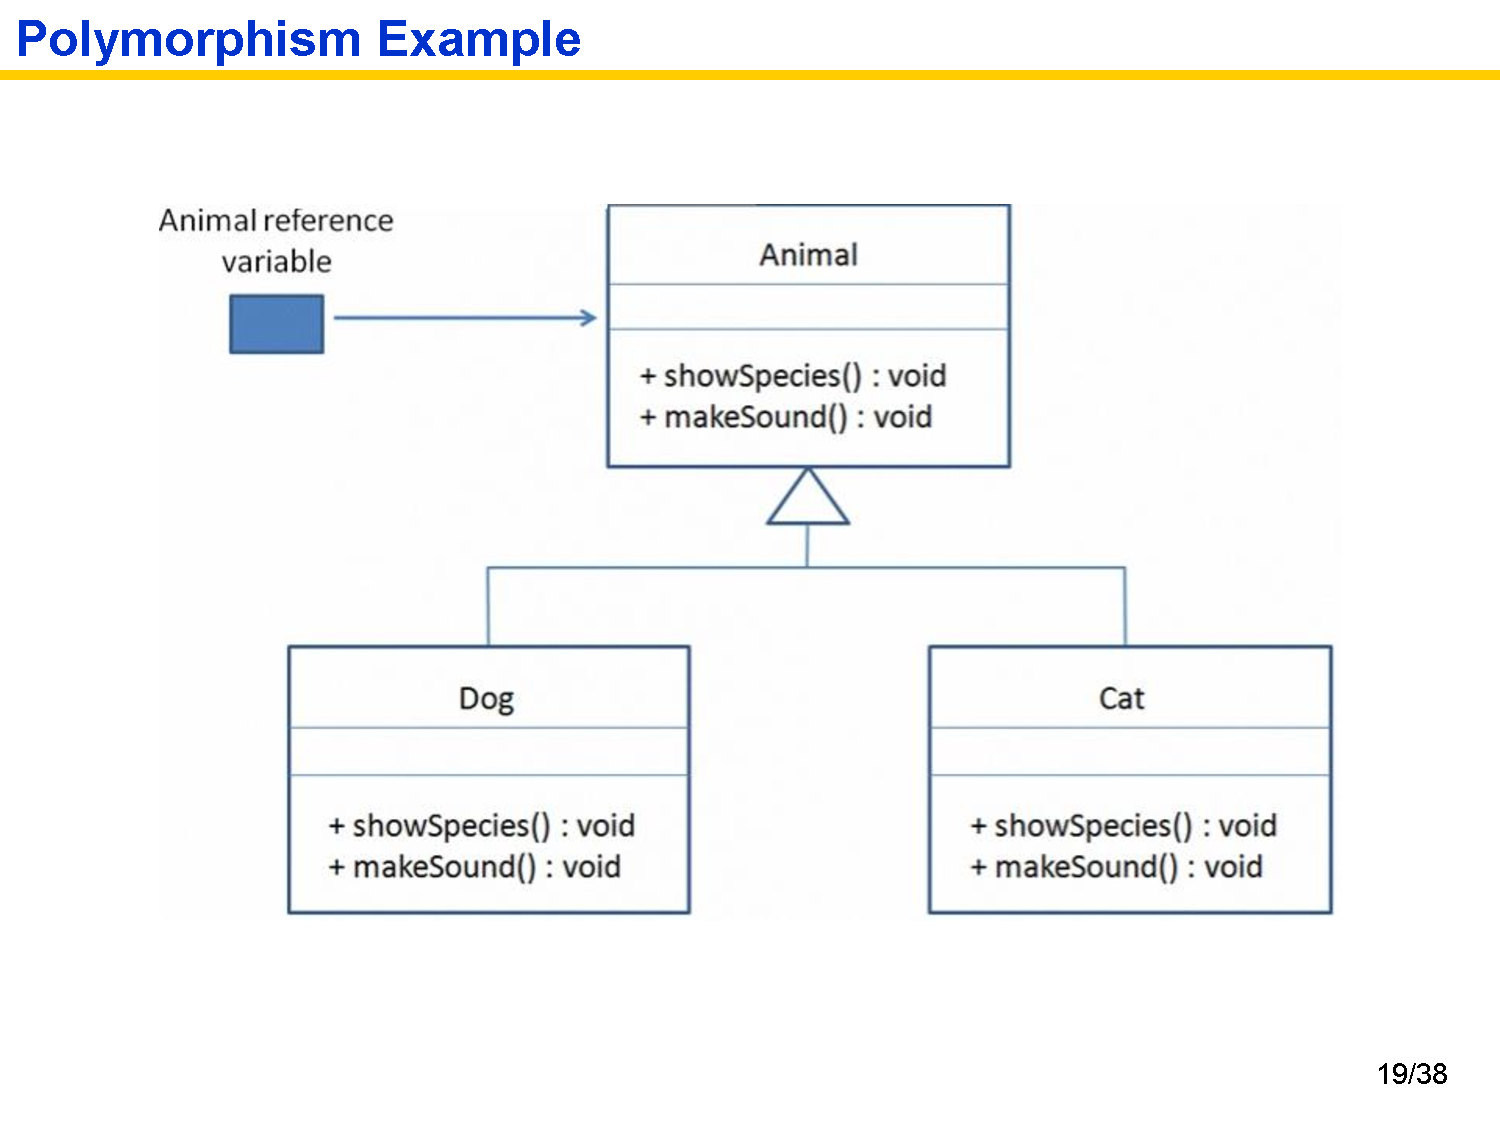 Polymorphism Example
Animal reference
variable
Animal
+ showSpecies() : void
+ makeSound() : void
Dog
+ showSpecies() : void
+ makeSound() : void
Cat
+ showSpecies() : void
+ makeSound() : void
19/38